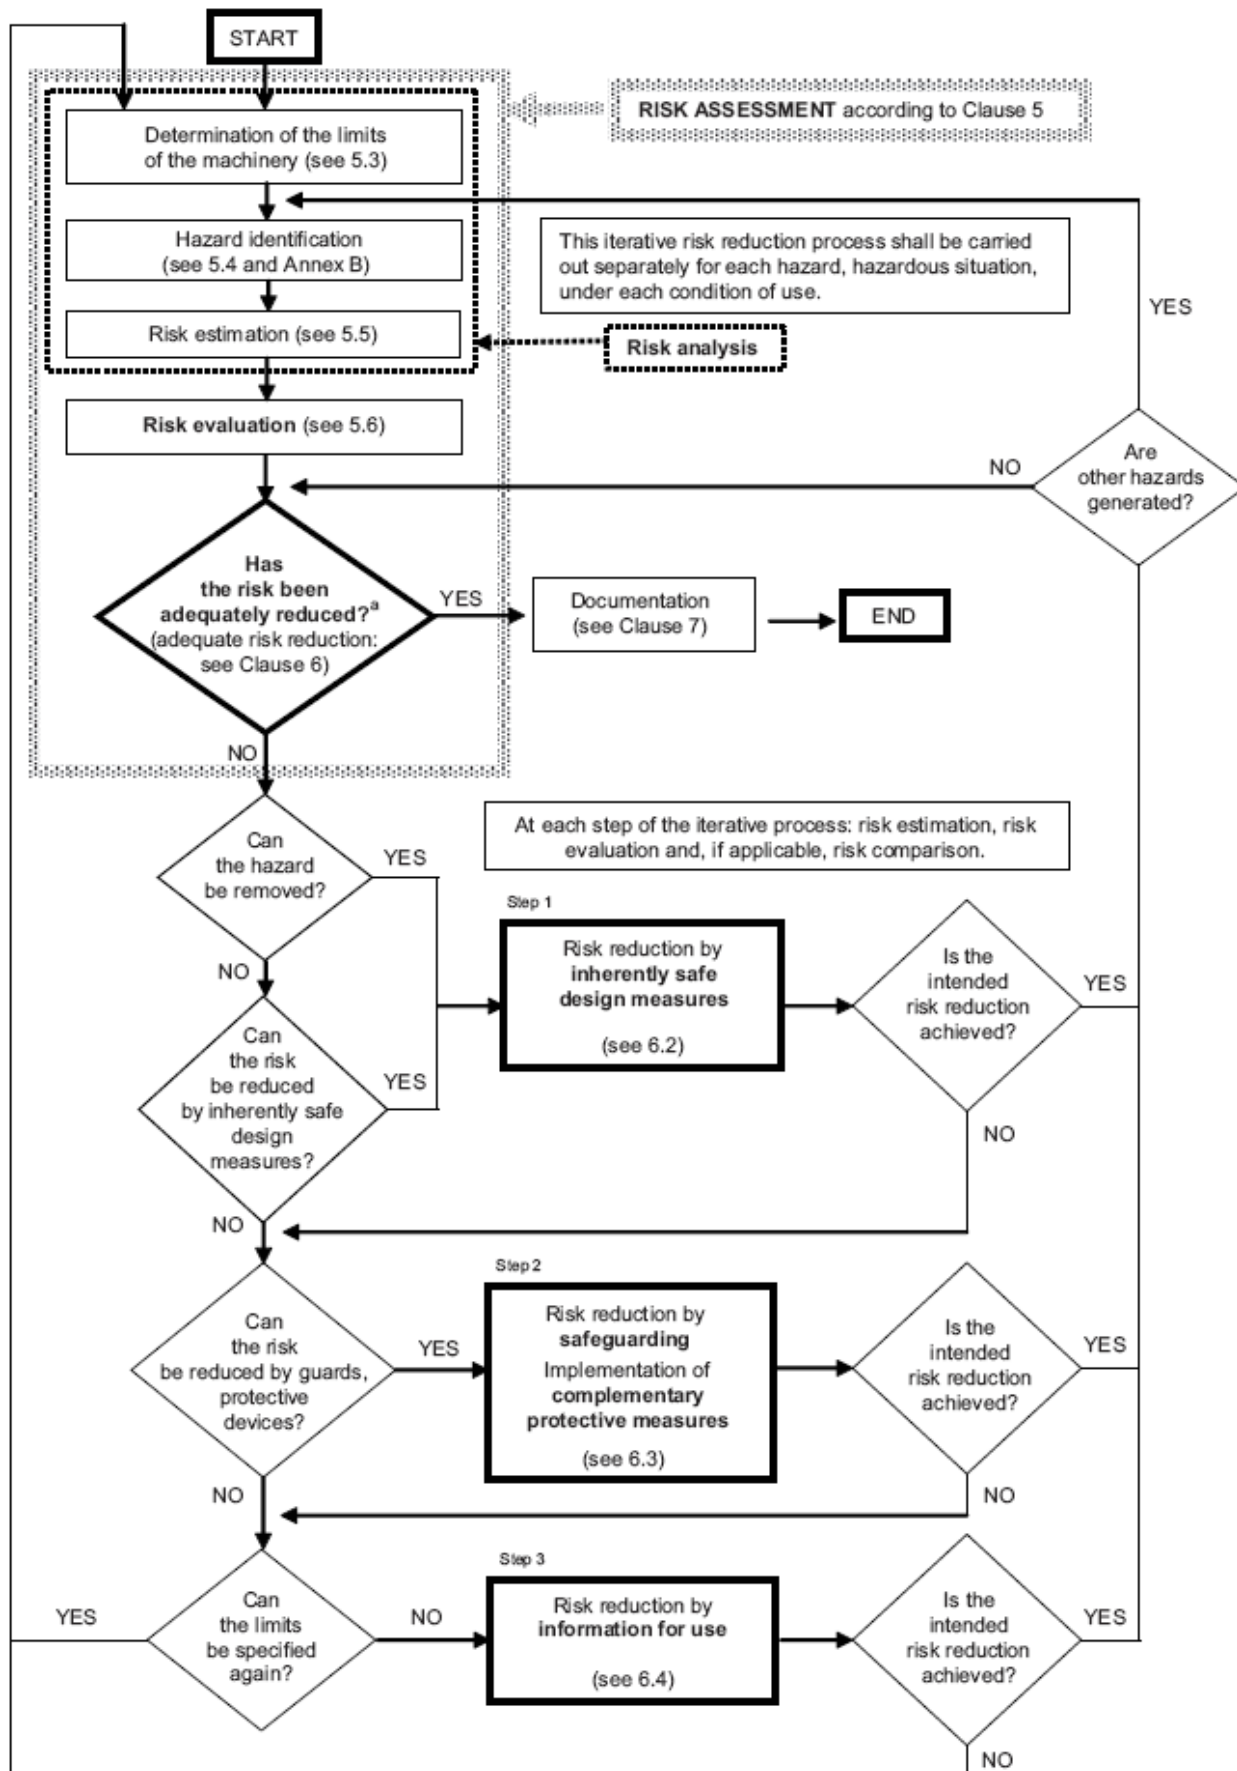 START
RISK ASSESSMENT according to Clause 5
Determination of the limits
of the machinery (see 5.3)
Hazard identification
(see 5.4 and Annex B)
This iterative risk reduction process shall be carried
out separately for each hazard, hazardous situation,
under each condition of use.
YES
Risk estimation (see 5.5)
Risk analysis
Risk evaluation (see 5.6)
NO
Are
other hazards
generated?
Has
the risk been
adequately reduced?a
(adequate risk reduction:
see Clause 6)
YES
Documentation
(see Clause 7)
END
NO
At each step of the iterative process: risk estimation, risk
evaluation and, if applicable, risk comparison.
Can
the hazard
be removed?
YES
NO
Step 1
Risk reduction by
inherently safe
design measures
(see 6.2)
Is the
intended
risk reduction
achieved?
YES
Can
the risk
be reduced
by inherently safe
design
measures?
YES
NO
NO
Step 2
Can
the risk
be reduced by guards,
protective
devices?
YES
Risk reduction by
safeguarding
Implementation of
complementary
protective measures
(see 6.3)
Is the
intended
risk reduction
achieved?
YES
NO
NO
Step 3
YES
Can
the limits
be specified
again?
NO
Risk reduction by
information for use
(see 6.4)
Is the
intended
risk reduction
achieved?
YES
NO